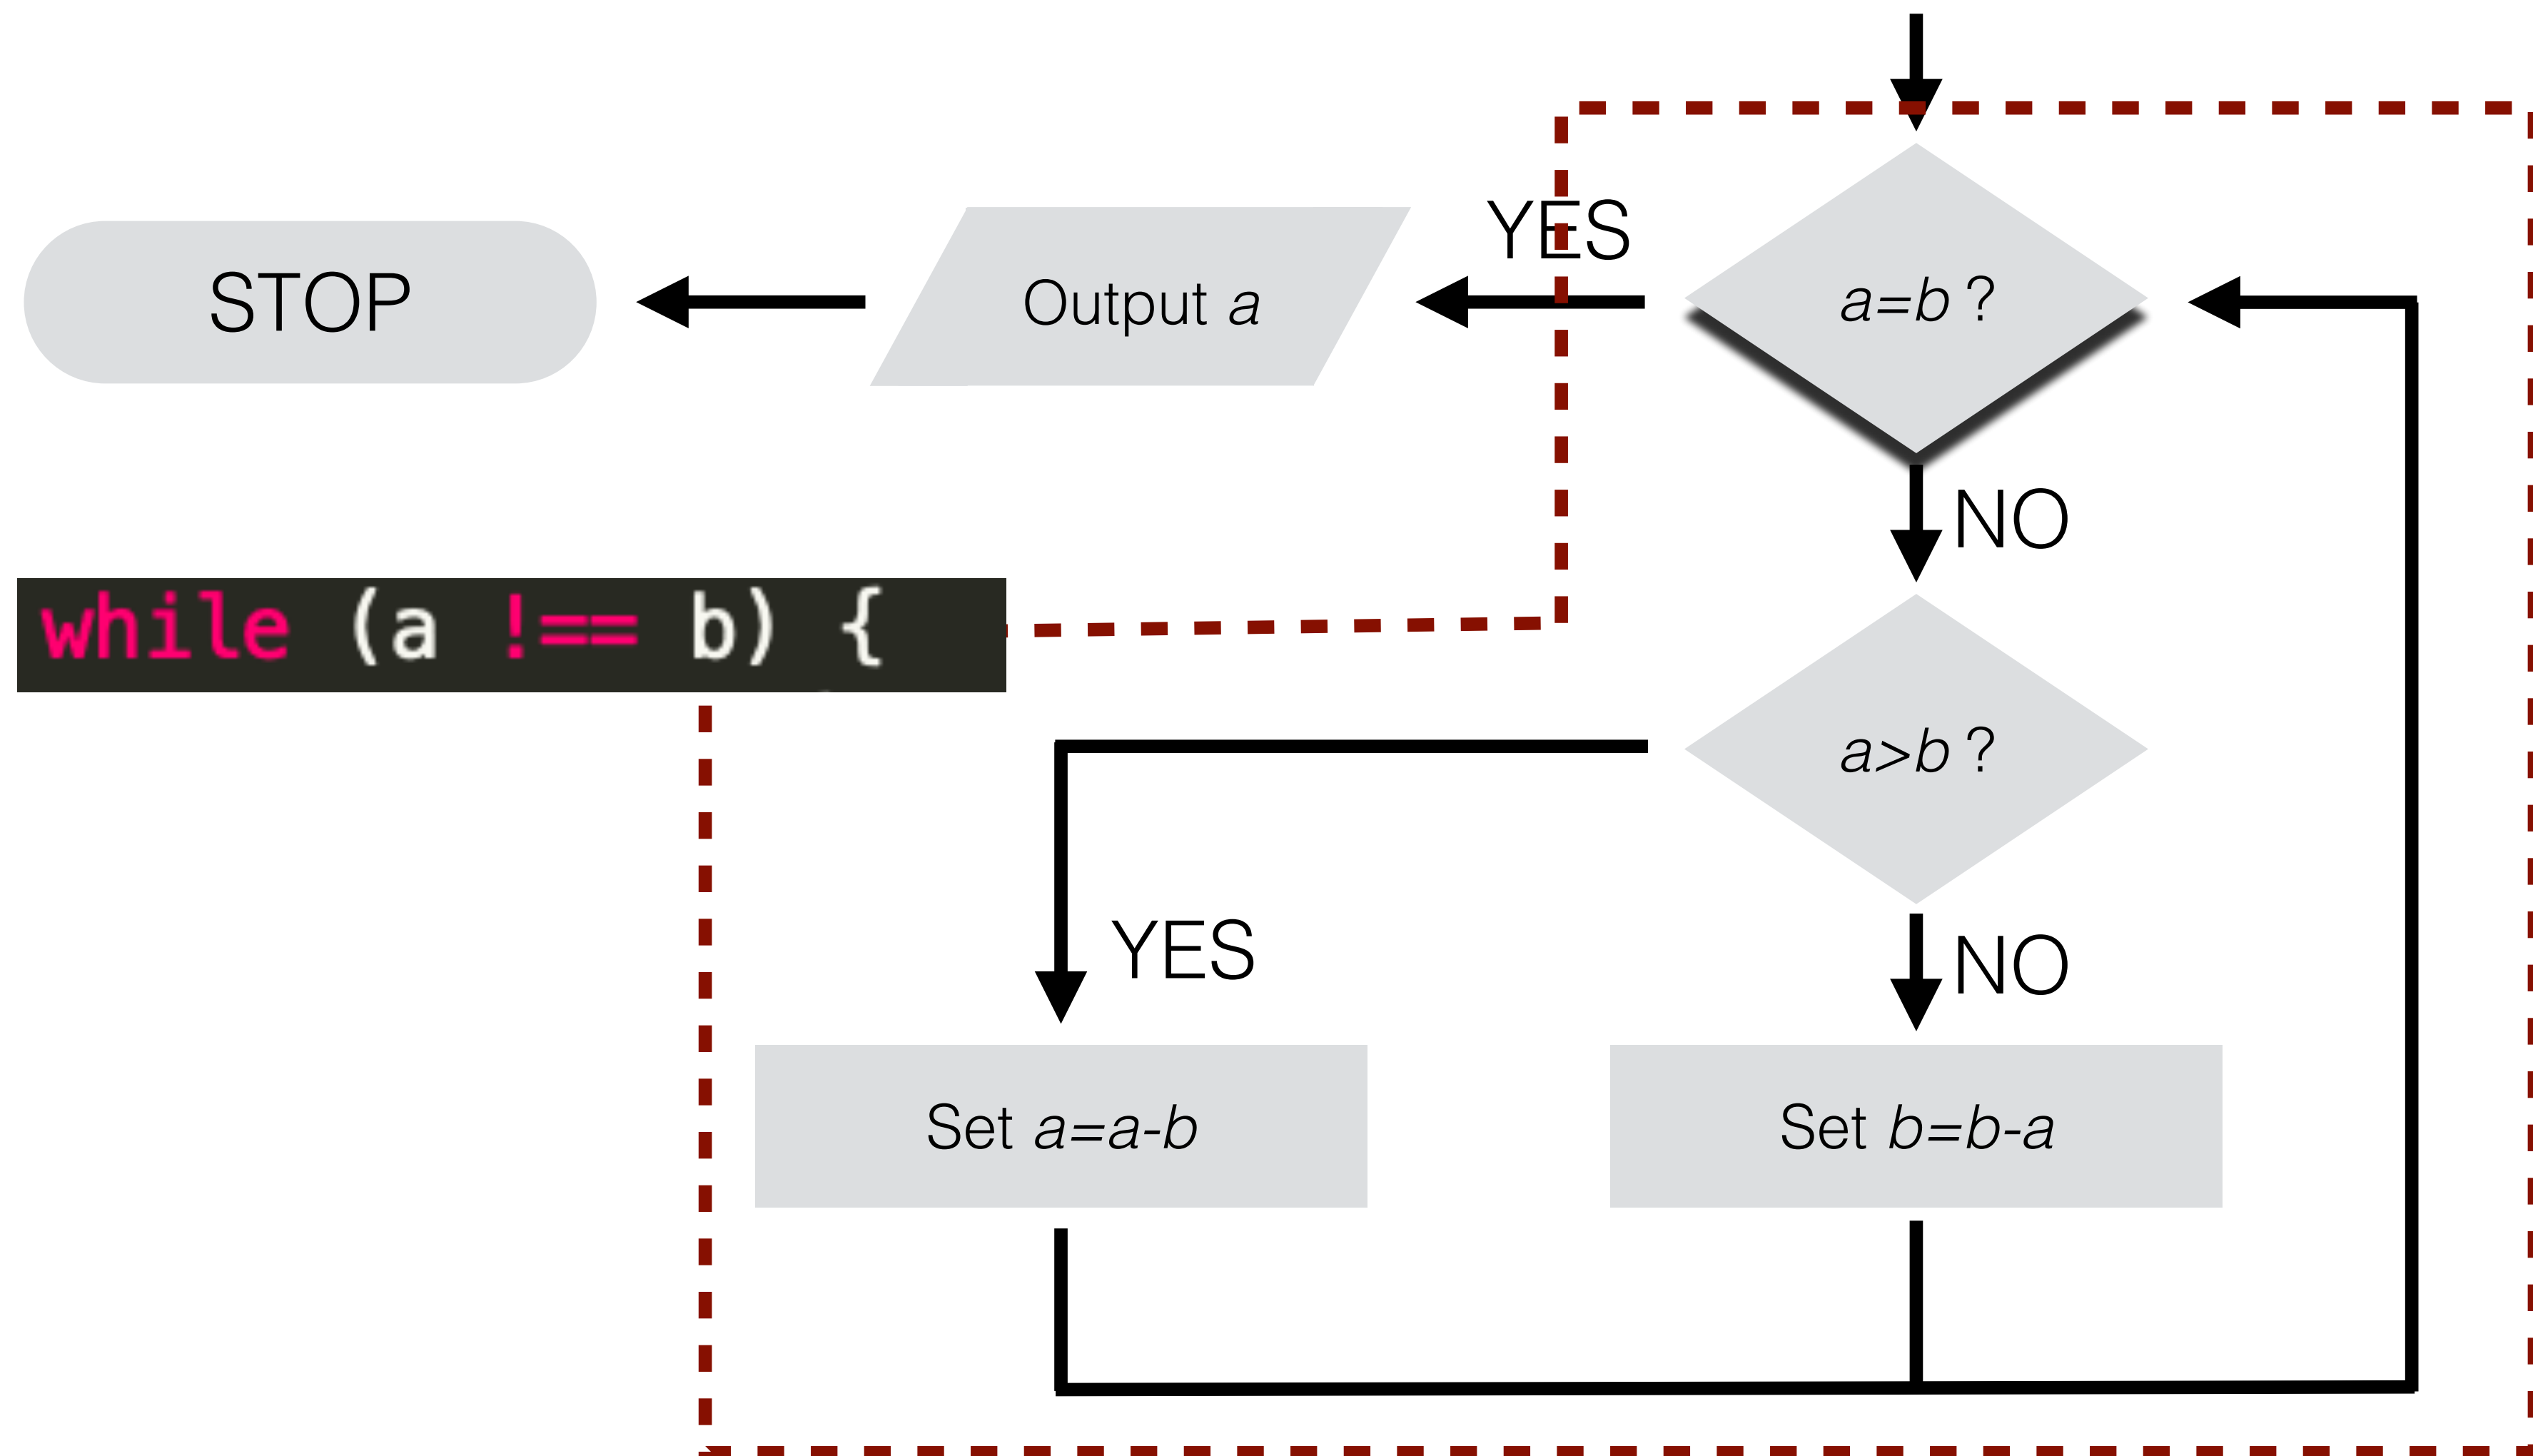 YES
STOP
Output a
a=b ?
NO
while (a !== b) {
a>b ?
YES
NO
Set a=a-b
Set b=b-a